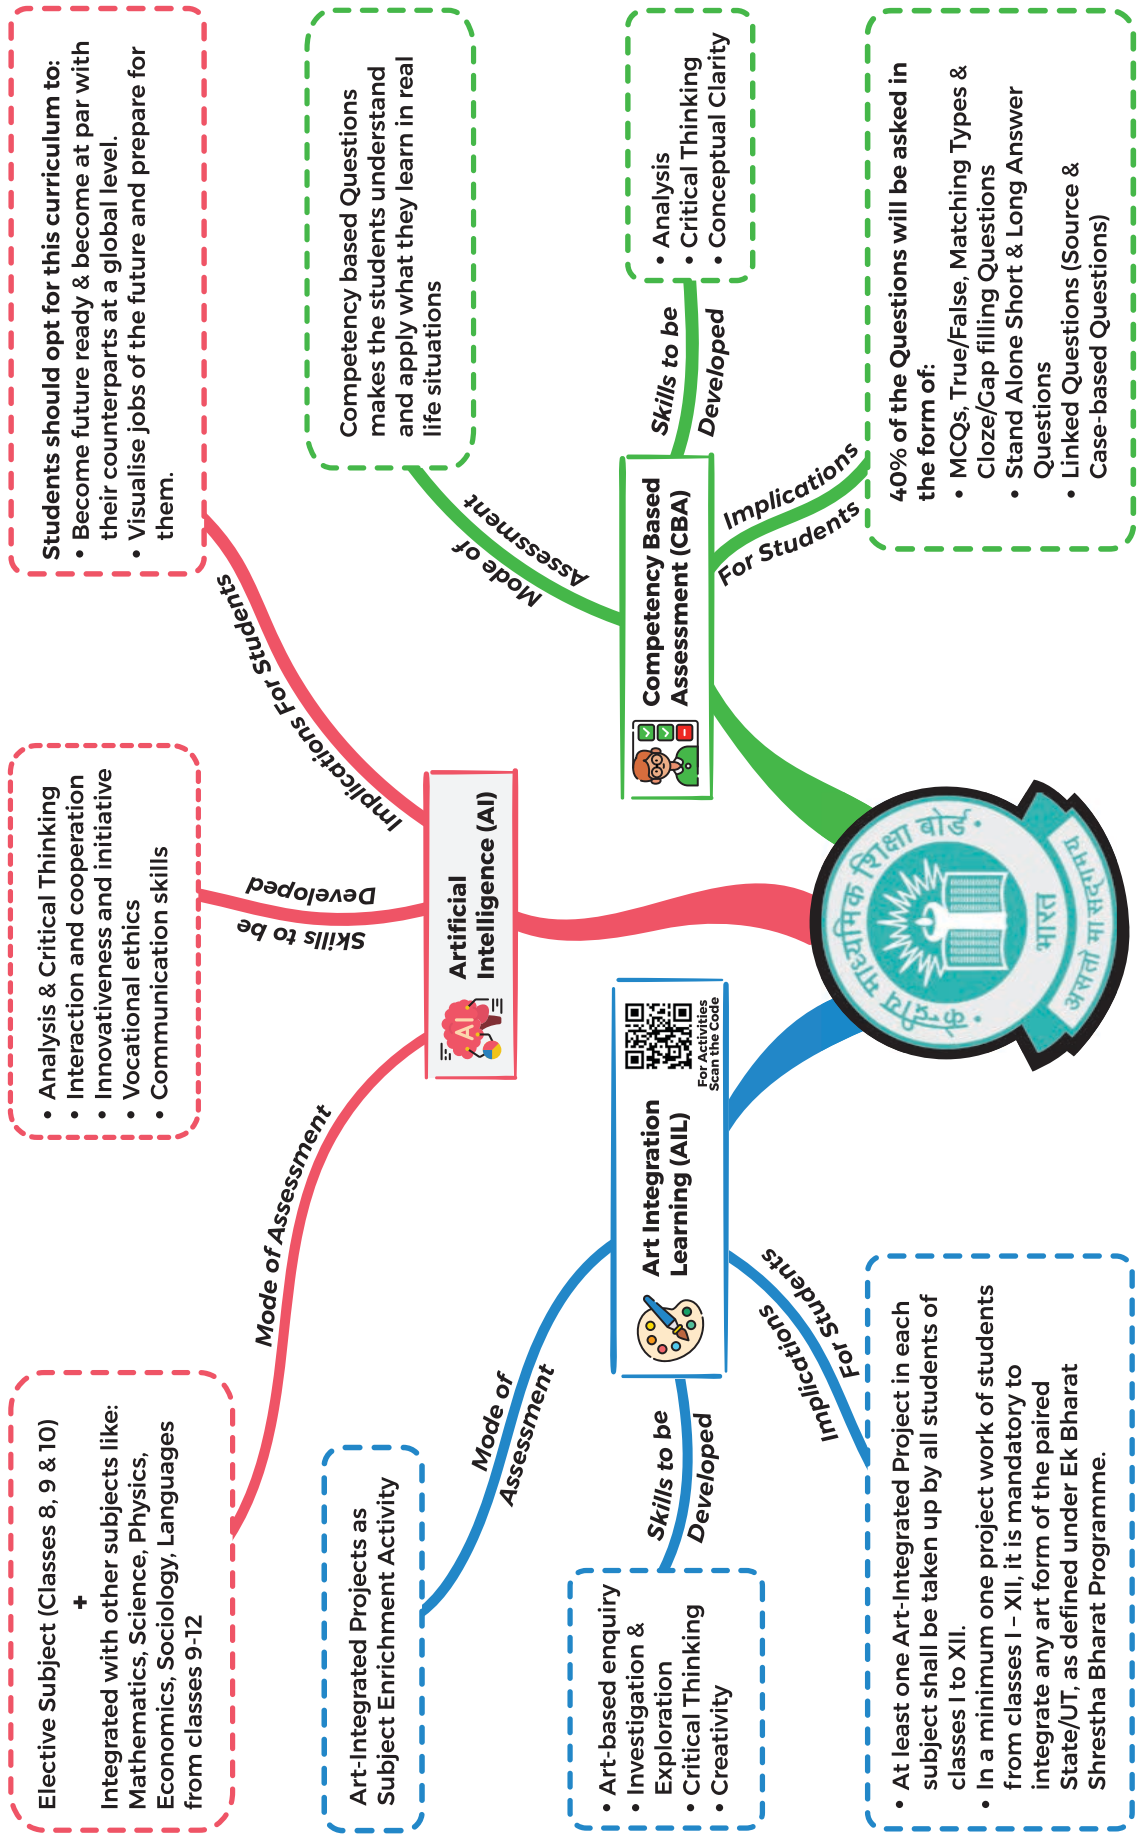 Elective Subject (Classes 8, 9 & 10)
+
Integrated with other subjects like:
Mathematics, Science, Physics,
Economics, Sociology, Languages
from classes 9-12
Mode of Assessment
• Analysis & Critical Thinking
• Interaction and cooperation
• Innovativeness and initiative
• Vocational ethics
• Communication skills
Skills to be
Developed
Students should opt for this curriculum to:
• Become future ready & become at par with
their counterparts at a global level.
• Visualise jobs of the future and prepare for
them.
Implications For Students
AI
Artificial
Intelligence (AI)
Art-Integrated Projects as
Subject Enrichment Activity
Mode of
Assessment
• Art-based enquiry
• Investigation &
Exploration
• Critical Thinking
• Creativity
Skills to be
Developed
Art Integration
Learning (AIL)
For Activities
Scan the Code
Implications
For Students
• At least one Art-Integrated Project in each
subject shall be taken up by all students of
classes I to XII.
• In a minimum one project work of students
from classes I – XII, it is mandatory to
integrate any art form of the paired
State/UT, as defined under Ek Bharat
Shrestha Bharat Programme.
Competency based Questions
makes the students understand
and apply what they learn in real
life situations
Mode of
Assessment
Competency Based
Assessment (CBA)
Skills to be
Developed
• Analysis
• Critical Thinking
• Conceptual Clarity
Implications
For Students
40% of the Questions will be asked in
the form of:
• MCQs, True/False, Matching Types &
Cloze/Gap filling Questions
• Stand Alone Short & Long Answer
Questions
• Linked Questions (Source &
Case-based Questions)
केन्द्रीय माध्यमिक शिक्षा बोर्ड
भारत
असतो मा सद्गमय